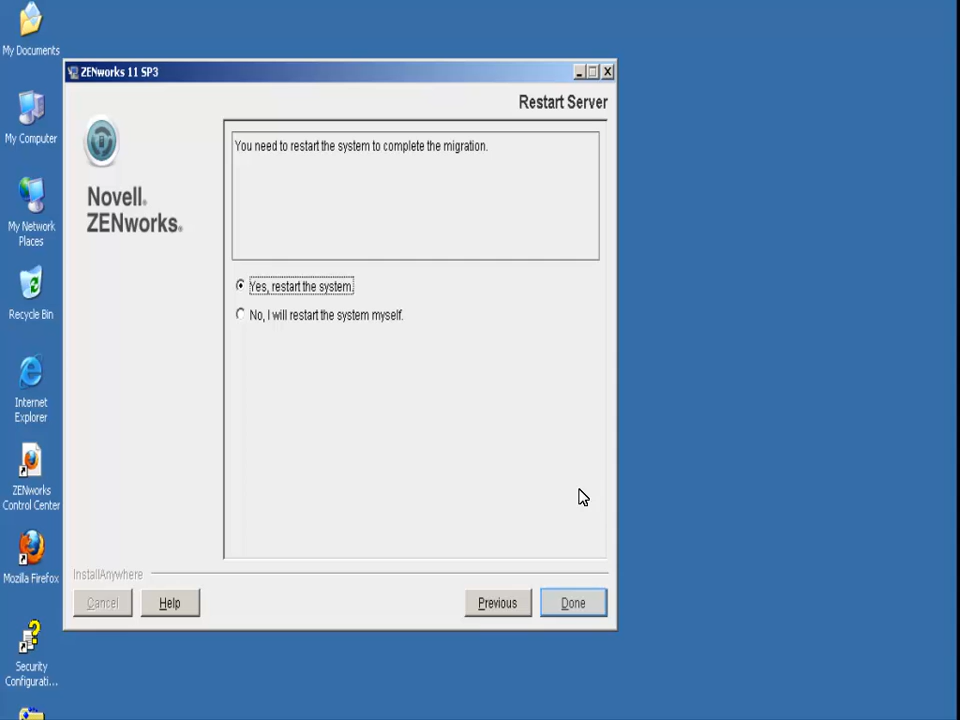 My Documents
My Computer
My Network
Places
Recycle Bin
Internet
Explorer
ZENworks
Control Center
Mozilla Firefox
Security
Configurati...
ZENworks 11 SP3
Restart Server
Novell®
ZENworks®
You need to restart the system to complete the migration.
Yes, restart the system.
No, I will restart the system myself.
InstallAnywhere
Cancel
Help
Previous
Done